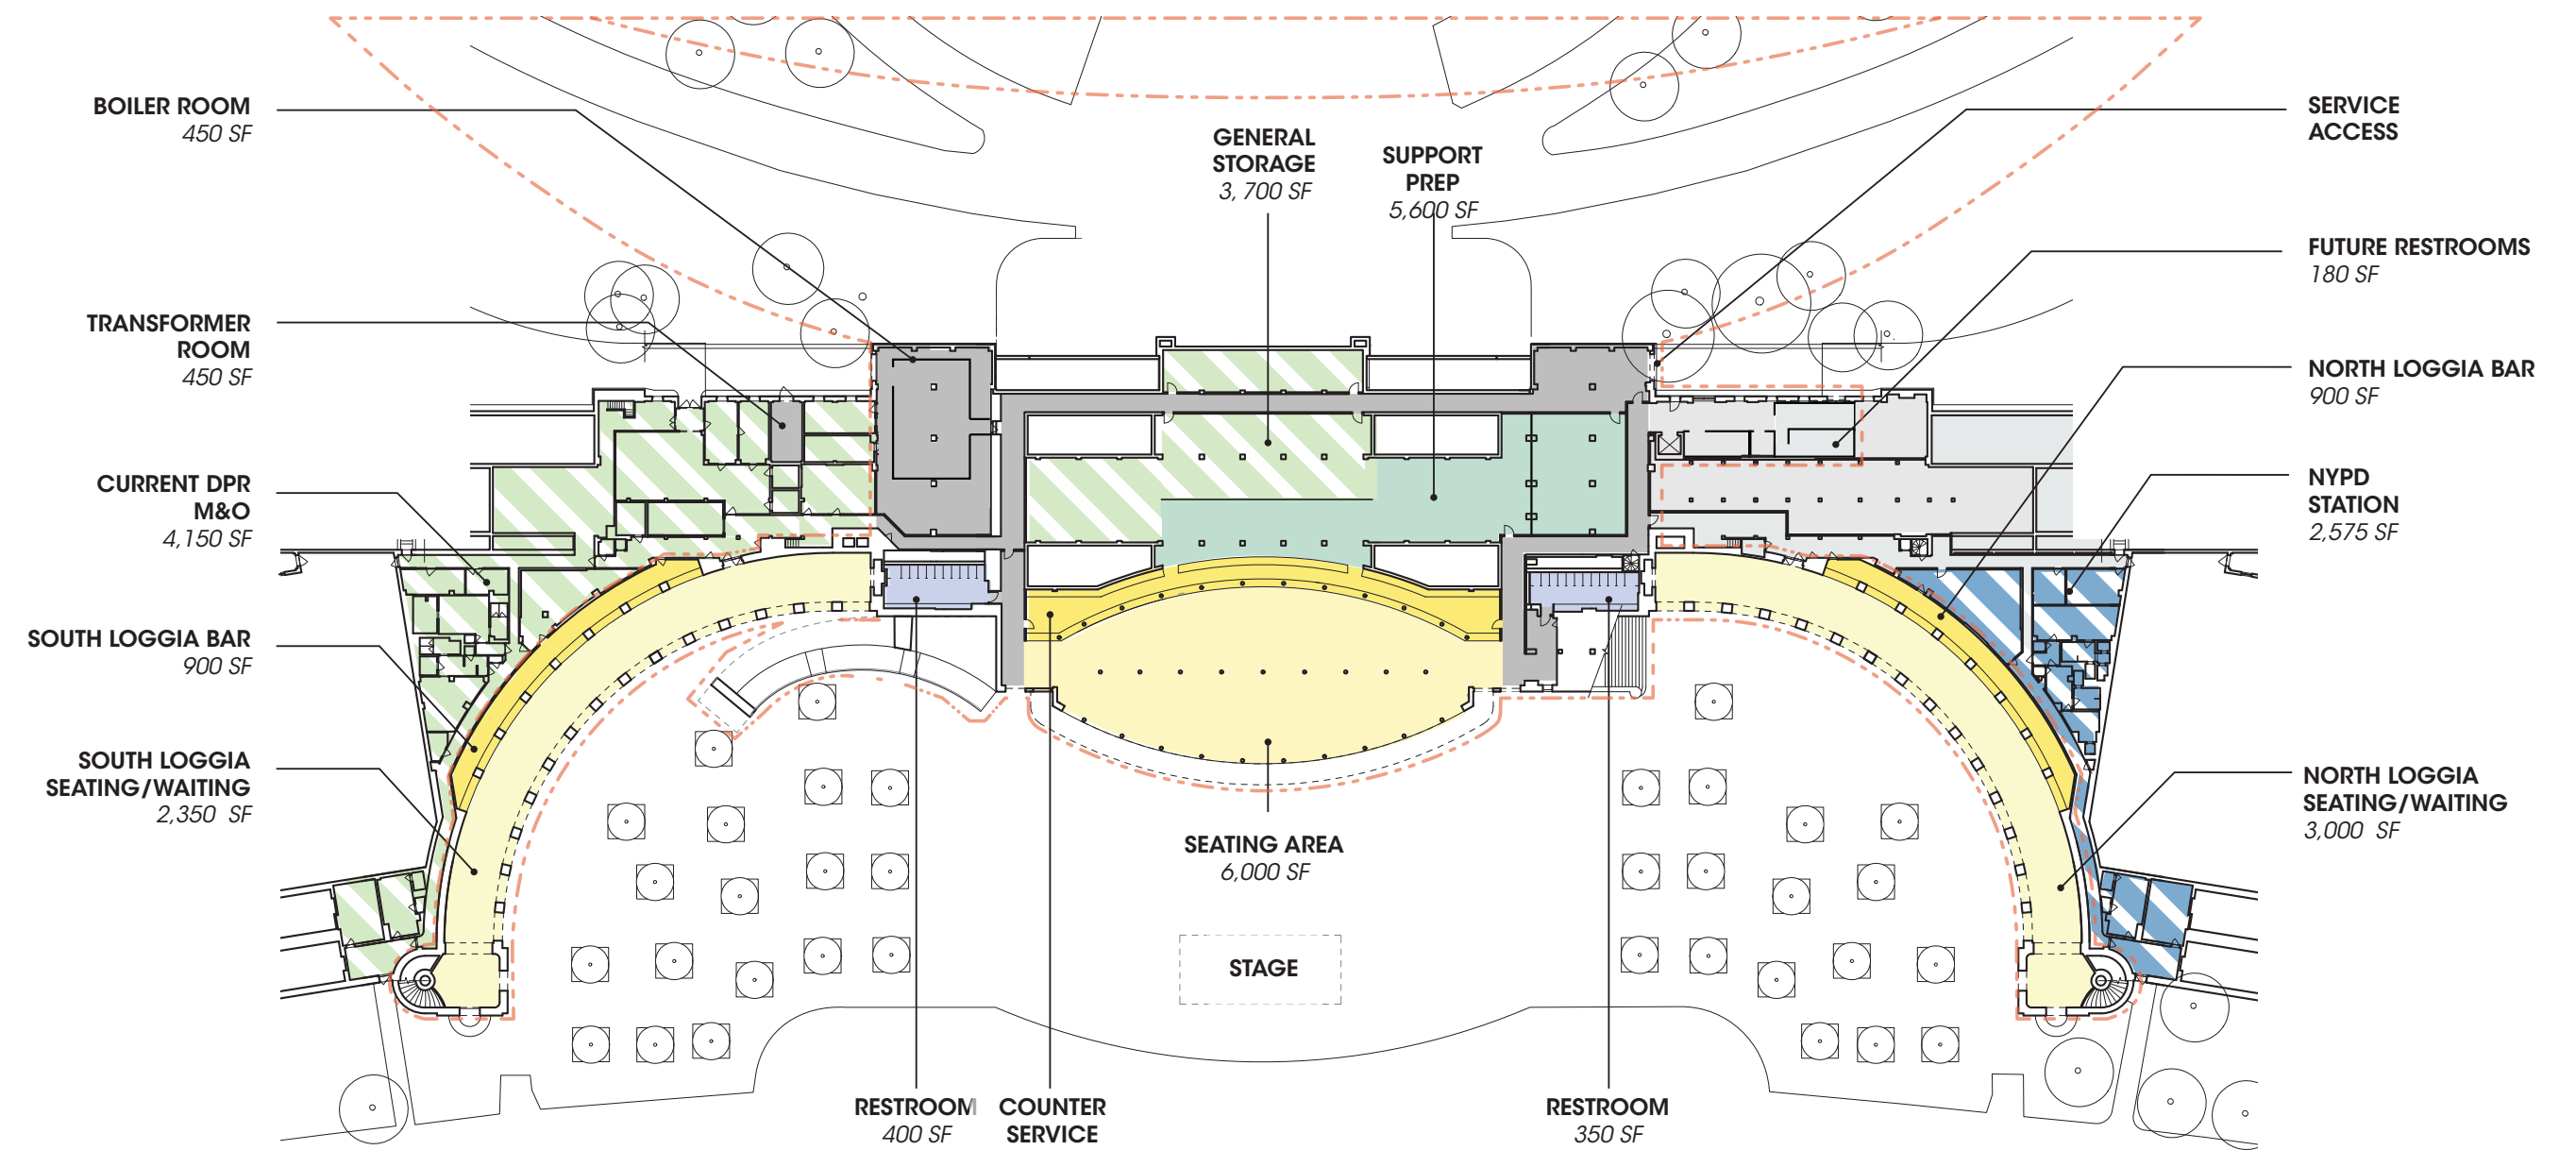 BOILER ROOM
450 SF
TRANSFORMER
ROOM
450 SF
CURRENT DPR
M&O
4,150 SF
SOUTH LOGGIA BAR
900 SF
SOUTH LOGGIA
SEATING/WAITING
2,350 SF
GENERAL
STORAGE
3, 700 SF
SUPPORT
PREP
5,600 SF
SEATING AREA
6,000 SF
STAGE
RESTROOM
400 SF
COUNTER
SERVICE
RESTROOM
350 SF
SERVICE
ACCESS
FUTURE RESTROOMS
180 SF
NORTH LOGGIA BAR
900 SF
NYPD
STATION
2,575 SF
NORTH LOGGIA
SEATING/WAITING
3,000 SF